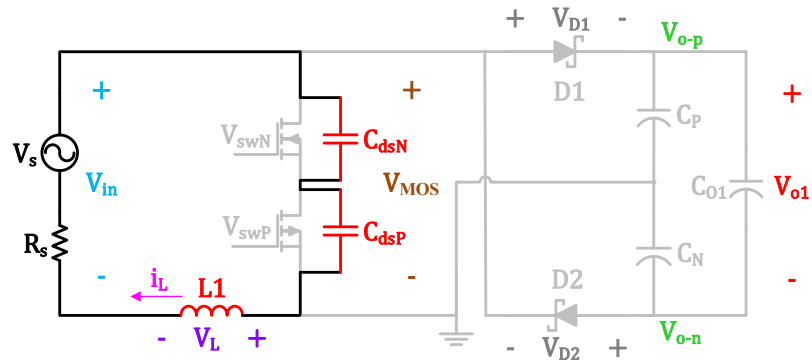 + V_D1 -
V_o-p
D1
+ + +
V_swN C_dsN C_P
V_s
V_in V_MOS C_O1 V_o1
V_swP C_dsP
R_s C_N
- i_L L1 - D2 -
- V_L + V_o-n
- V_D2 +